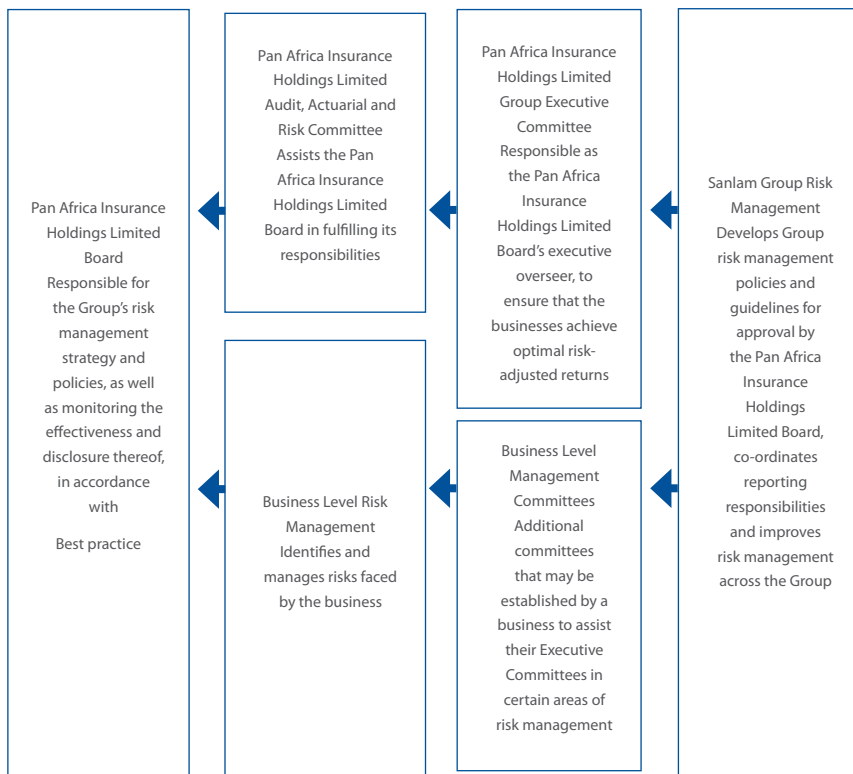 Pan Africa Insurance
Holdings Limited
Board
Responsible for
the Group’s risk
management
strategy and
policies, as well
as monitoring the
effectiveness and
disclosure thereof,
in accordance
with
Best practice
Pan Africa Insurance
Holdings Limited
Audit, Actuarial and
Risk Committee
Assists the Pan
Africa Insurance
Holdings Limited
Board in fulfilling its
responsibilities
Business Level Risk
Management
Identifies and
manages risks faced
by the business
Pan Africa Insurance
Holdings Limited
Group Executive
Committee
Responsible as
the Pan Africa
Insurance
Holdings Limited
Board’s executive
overseer, to
ensure that the
businesses achieve
optimal risk-
adjusted returns
Business Level
Management
Committees
Additional
committees
that may be
established by a
business to assist
their Executive
Committees in
certain areas of
risk management
Sanlam Group Risk
Management
Develops Group
risk management
policies and
guidelines for
approval by
the Pan Africa
Insurance
Holdings
Limited Board,
co-ordinates
reporting
responsibilities
and improves
risk management
across the Group